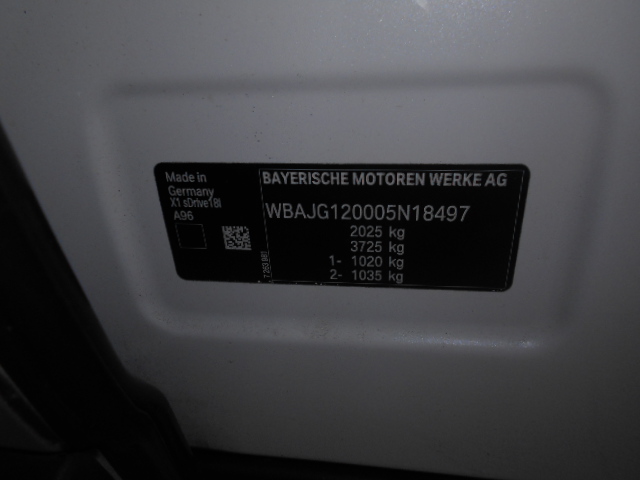 Made in
Germany
X1 sDrive18i
A96
BAYERISCHE MOTOREN WERKE AG
WBAJG120005N18497
2025 kg
3725 kg
1- 1020 kg
2- 1035 kg